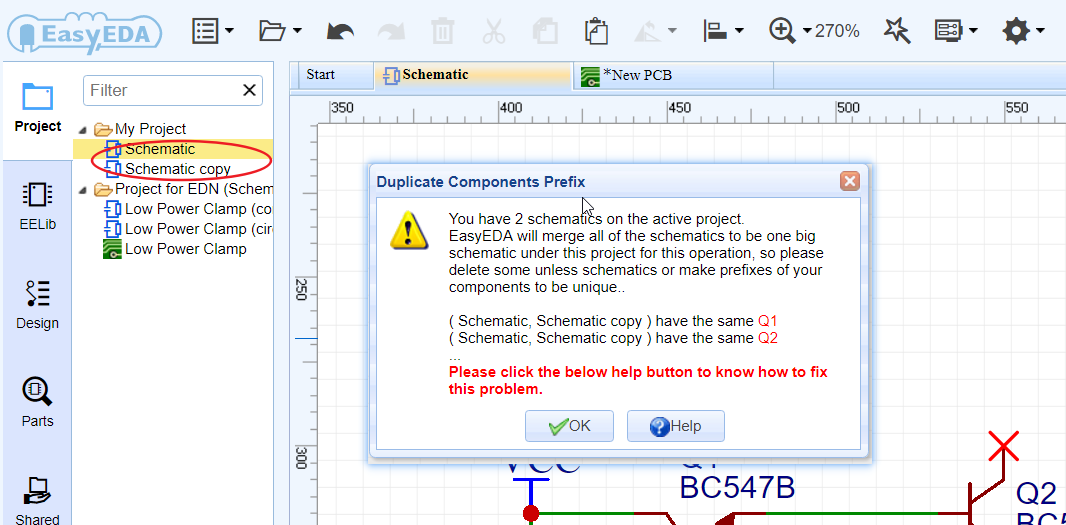 EasyEDA
270%
Start
Schematic
*New PCB
Project
EELib
Design
Parts
Shared
Filter
My Project
Schematic
Schematic copy
Project for EDN (Schem
Low Power Clamp (co
Low Power Clamp (cir
Low Power Clamp
350
400
450
500
550
250
300
Duplicate Components Prefix
You have 2 schematics on the active project.
EasyEDA will merge all of the schematics to be one big
schematic under this project for this operation, so please
delete some unless schematics or make prefixes of your
components to be unique..
( Schematic, Schematic copy ) have the same Q1
( Schematic, Schematic copy ) have the same Q2
...
Please click the below help button to know how to fix
this problem.
OK
Help
VCC
Q1
BC547B
Q2
BC5